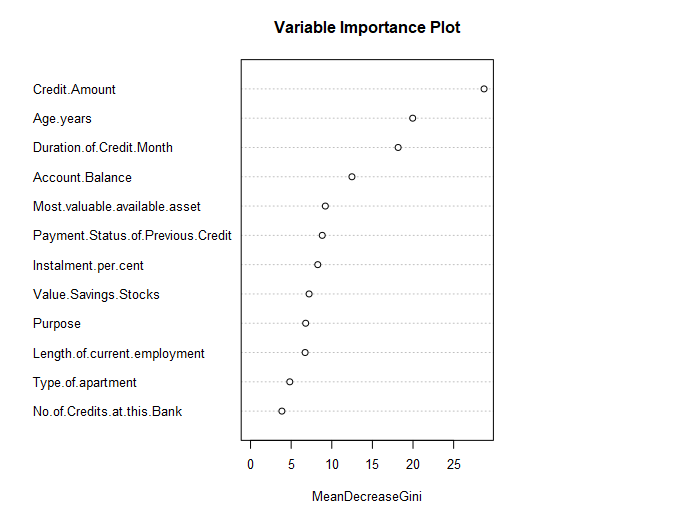 Variable Importance Plot
Credit.Amount
Age.years
Duration.of.Credit.Month
Account.Balance
Most.valuable.available.asset
Payment.Status.of.Previous.Credit
Instalment.per.cent
Value.Savings.Stocks
Purpose
Length.of.current.employment
Type.of.apartment
No.of.Credits.at.this.Bank
0 5 10 15 20 25
MeanDecreaseGini